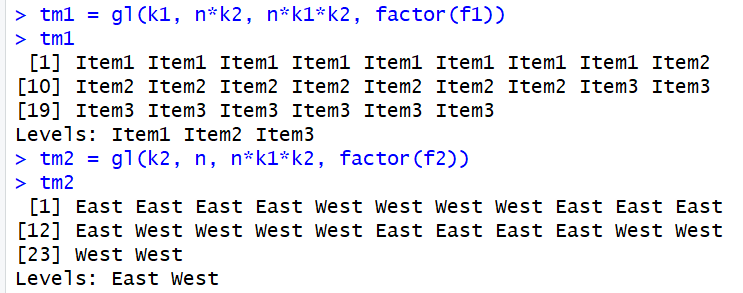 > tm1 = gl(k1, n*k2, n*k1*k2, factor(f1))
> tm1
[1] Item1 Item1 Item1 Item1 Item1 Item1 Item1 Item1 Item2
[10] Item2 Item2 Item2 Item2 Item2 Item2 Item2 Item3 Item3
[19] Item3 Item3 Item3 Item3 Item3 Item3
Levels: Item1 Item2 Item3
> tm2 = gl(k2, n, n*k1*k2, factor(f2))
> tm2
[1] East East East East West West West West East East East
[12] East West West West West East East East East West West
[23] West West
Levels: East West